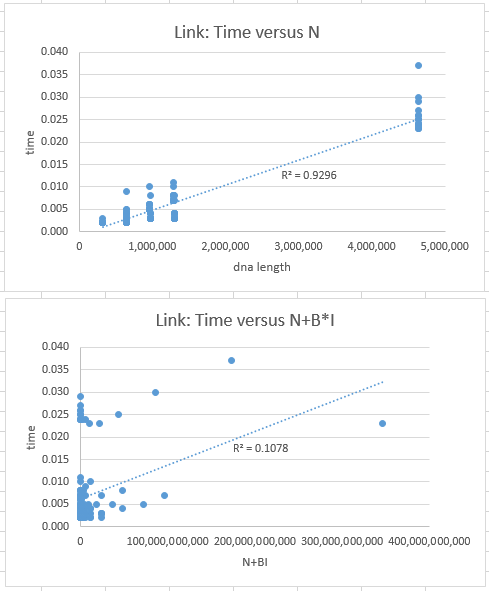 Link: Time versus N
0.040
0.035
0.030
0.025
0.020
0.015
0.010
0.005
0.000
time
R² = 0.9296
0 1,000,000 2,000,000 3,000,000 4,000,000 5,000,000
dna length
Link: Time versus N+B*I
0.040
0.035
0.030
0.025
0.020
0.015
0.010
0.005
0.000
time
R² = 0.1078
0 100,000,000,000 200,000,000,000 300,000,000,000 400,000,000,000
N+BI